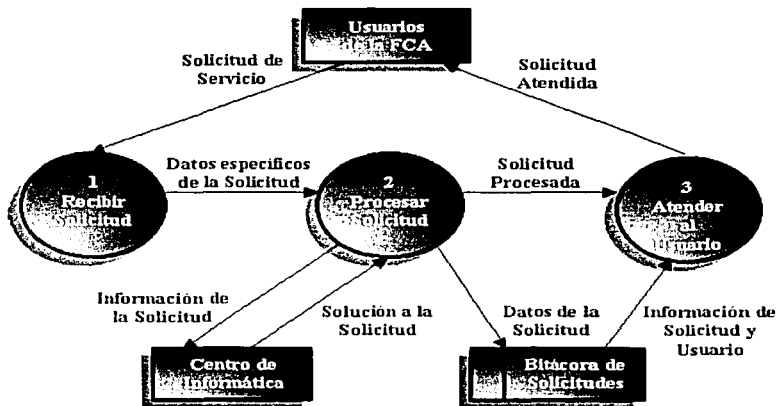 Usuarios
de la FCA
Solicitud de
Servicio
Solicitud
Atendida
1
Recibir
Solicitud
Datos específicos
de la Solicitud
2
Procesar
Solicitud
Solicitud
Procesada
3
Atender
al
Usuario
Información de
la Solicitud
Solución a la
Solicitud
Datos de la
Solicitud
Información de
Solicitud y
Usuario
Centro de
Informática
Bitácora de
Solicitudes